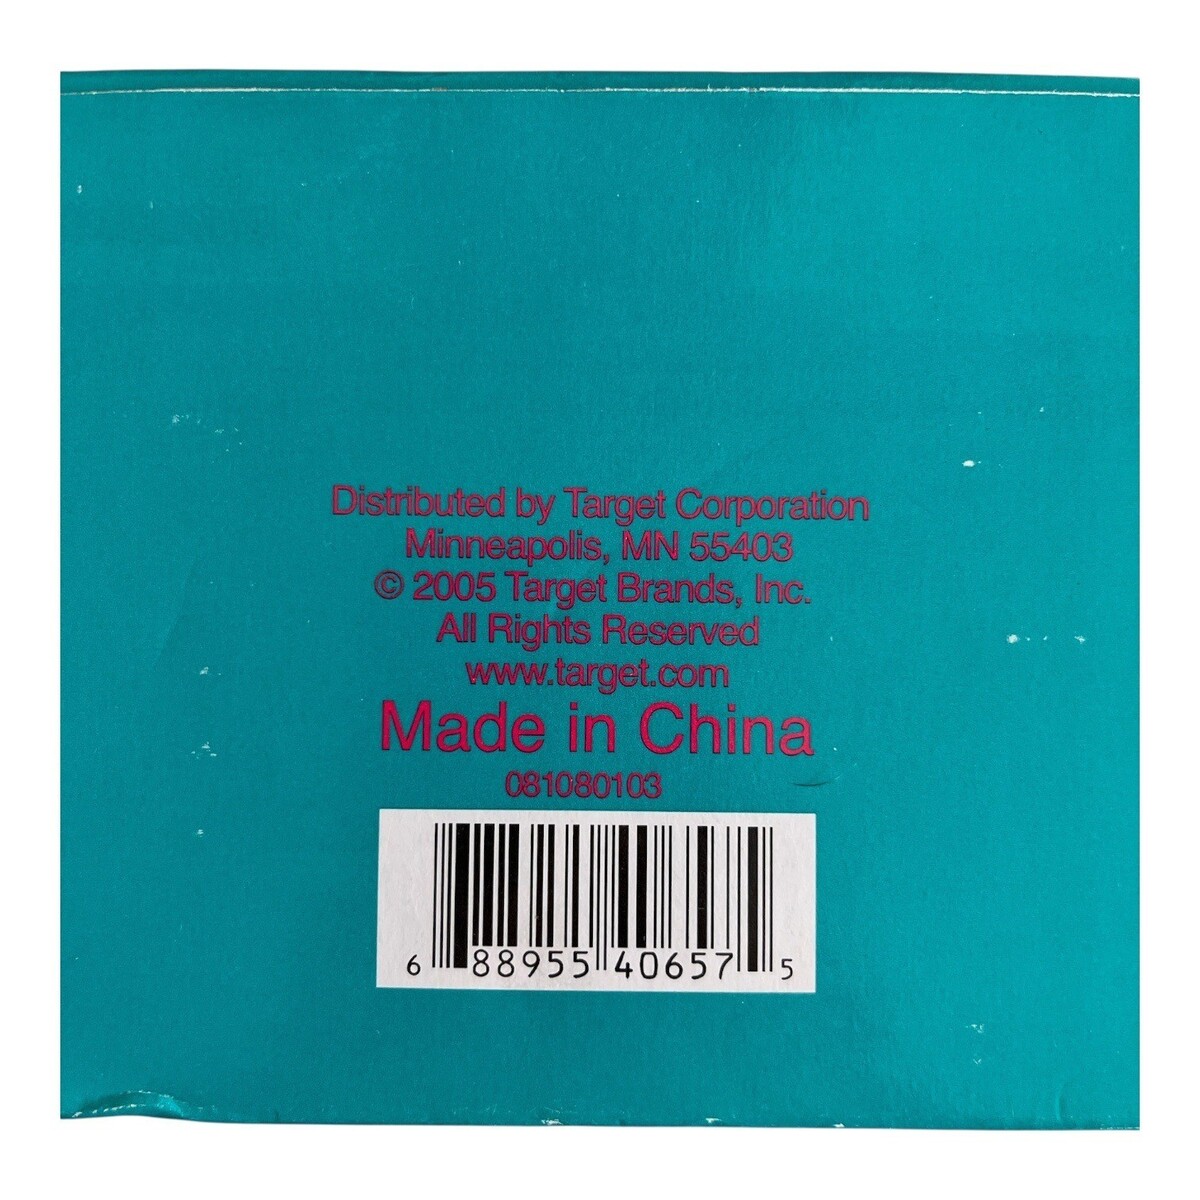 Distributed by Target Corporation
Minneapolis, MN 55403
© 2005 Target Brands, Inc.
All Rights Reserved
www.target.com
Made in China
081080103
6 88955 40657 5